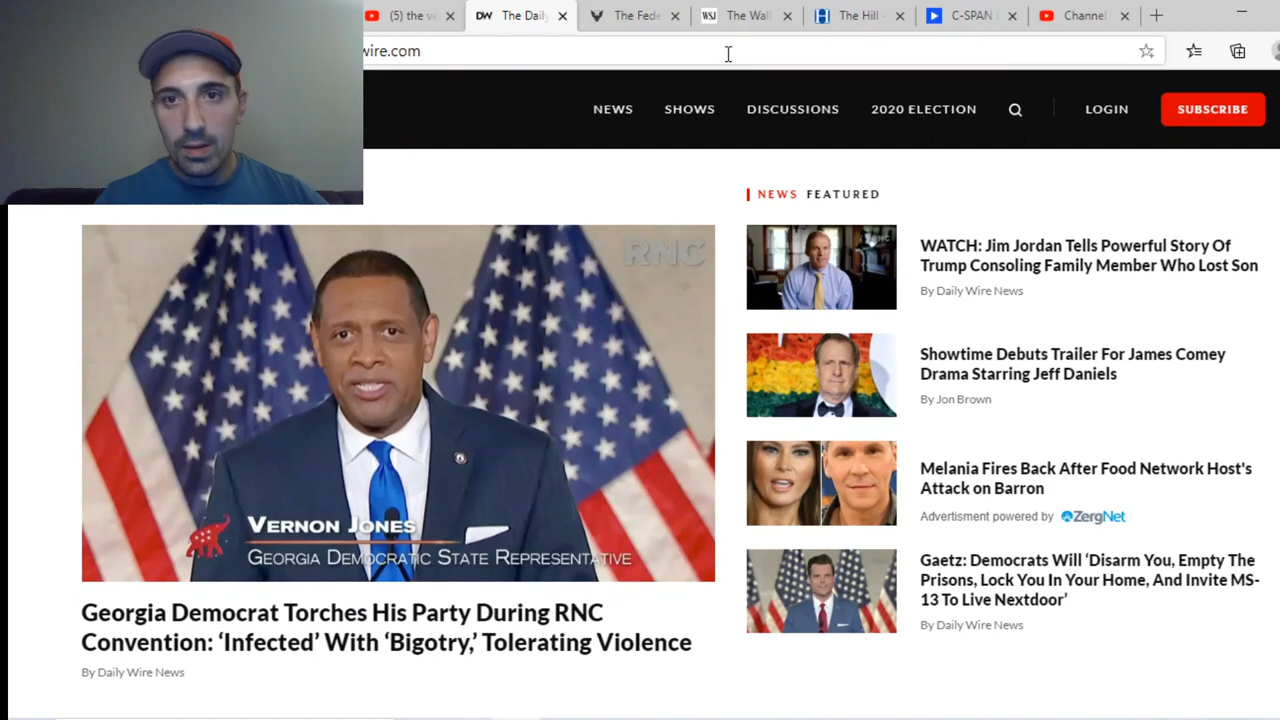 (5) the ve
DW The Daily
The Fede
WSJ The Wall
The Hill
C-SPAN
Channel
wire.com
NEWS SHOWS DISCUSSIONS 2020 ELECTION LOGIN SUBSCRIBE
NEWS FEATURED
RNC
VERNON JONES
GEORGIA DEMOCRATIC STATE REPRESENTATIVE
Georgia Democrat Torches His Party During RNC
Convention: ‘Infected’ With ‘Bigotry,’ Tolerating Violence
By Daily Wire News
WATCH: Jim Jordan Tells Powerful Story Of
Trump Consoling Family Member Who Lost Son
By Daily Wire News
Showtime Debuts Trailer For James Comey
Drama Starring Jeff Daniels
By Jon Brown
Melania Fires Back After Food Network Host's
Attack on Barron
Advertisment powered by ZergNet
Gaetz: Democrats Will ‘Disarm You, Empty The
Prisons, Lock You In Your Home, And Invite MS-
13 To Live Nextdoor’
By Daily Wire News